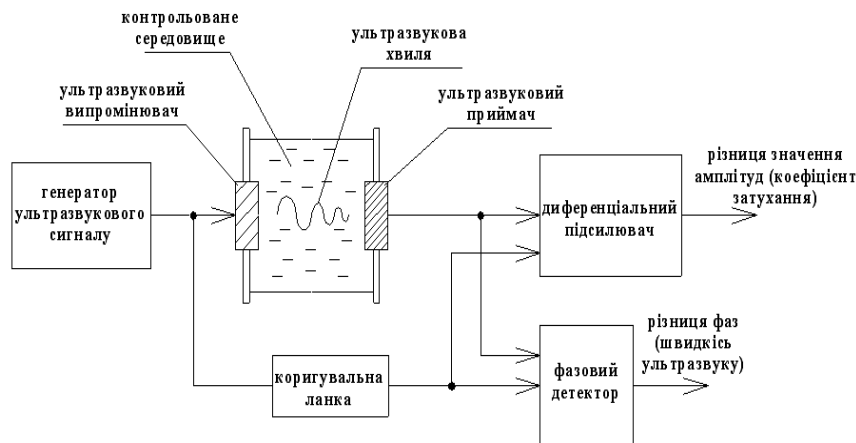 контрольоване
середовище
ультразвукова
хвиля
ультразвуковий
випромінювач
ультразвуковий
приймач
генератор
ультразвукового
сигналу
диференціальний
підсилювач
різниця значення
амплітуд (коефіцієнт
затухання)
коригувальна
ланка
фазовий
детектор
різниця фаз
(швидкісь
ультразвуку)